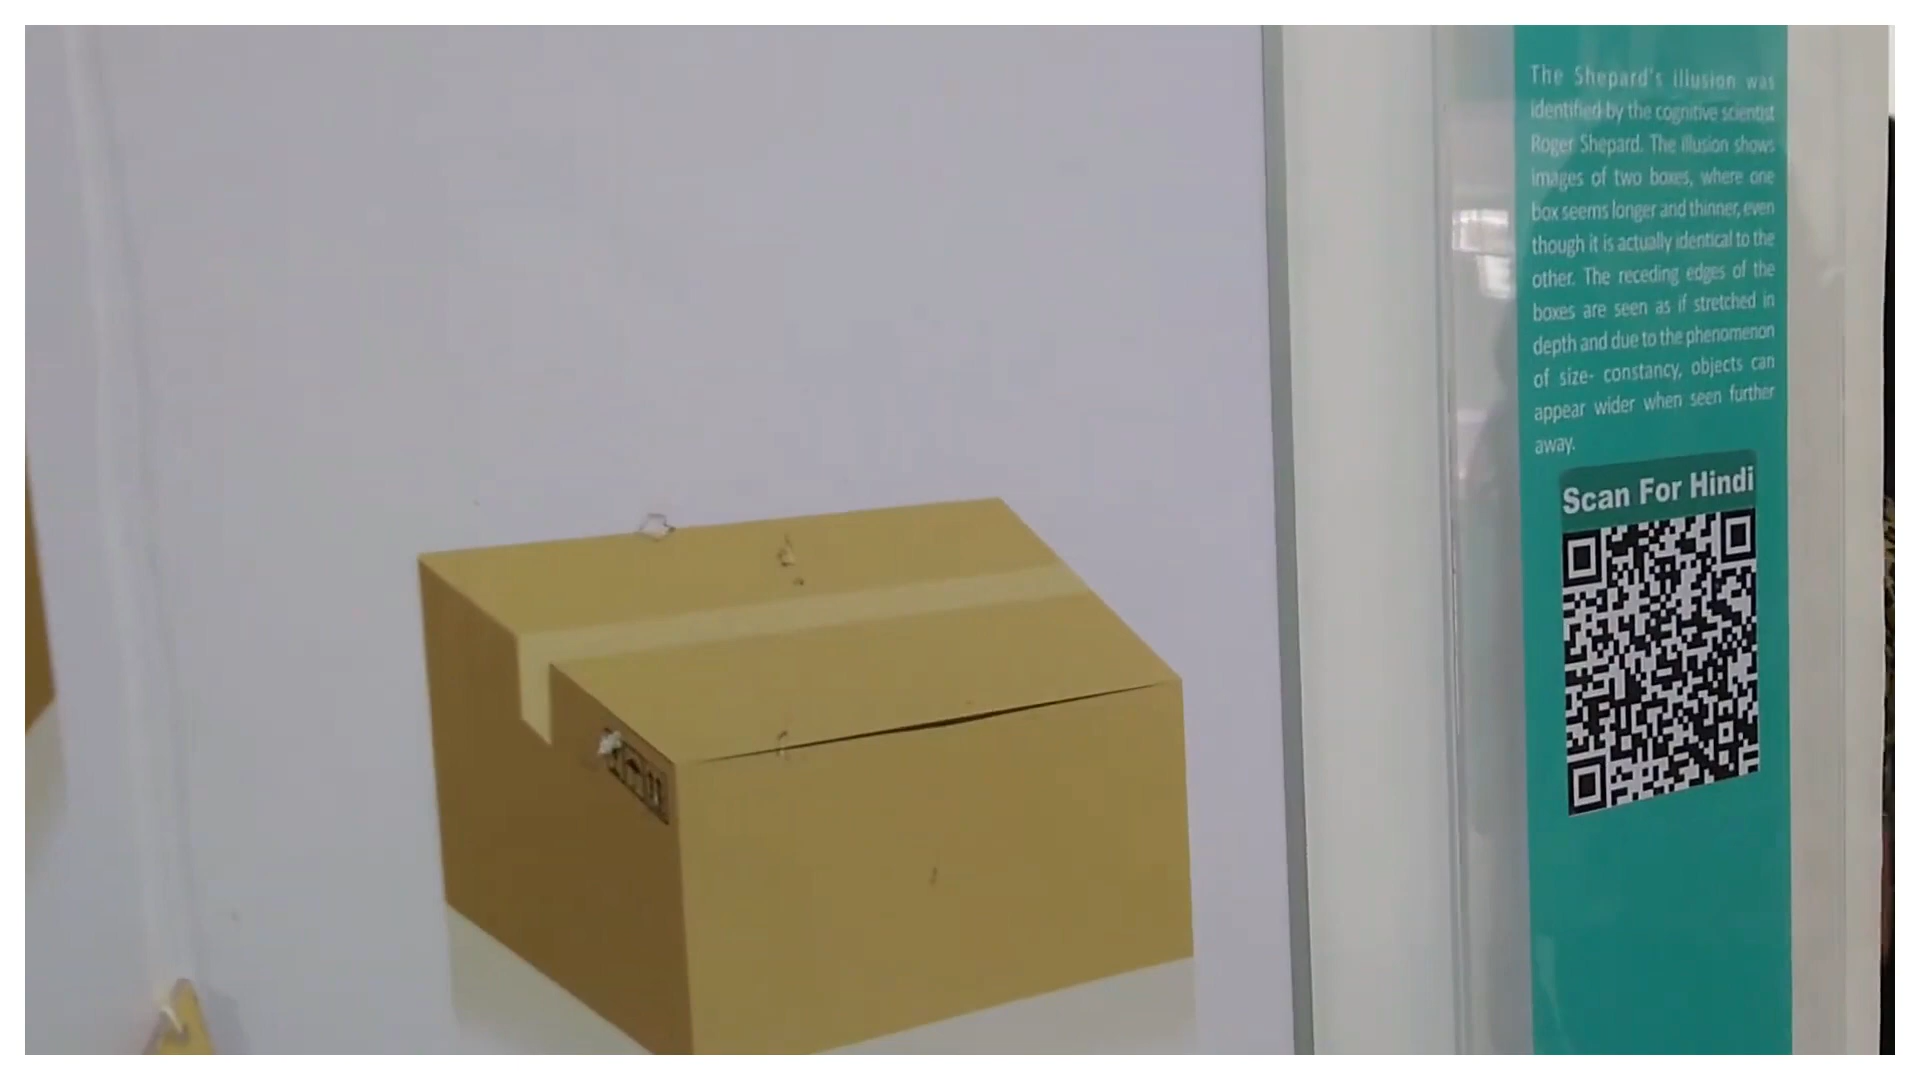 The Shepard's illusion was
identified by the cognitive scientist
Roger Shepard. The illusion shows
images of two boxes, where one
box seems longer and thinner, even
though it is actually identical to the
other. The receding edges of the
boxes are seen as if stretched in
depth and due to the phenomenon
of size- constancy, objects can
appear wider when seen further
away.
Scan For Hindi